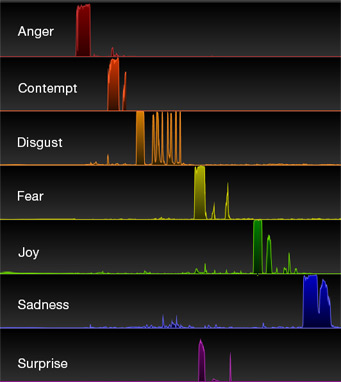 Anger
Contempt
Disgust
Fear
Joy
Sadness
Surprise